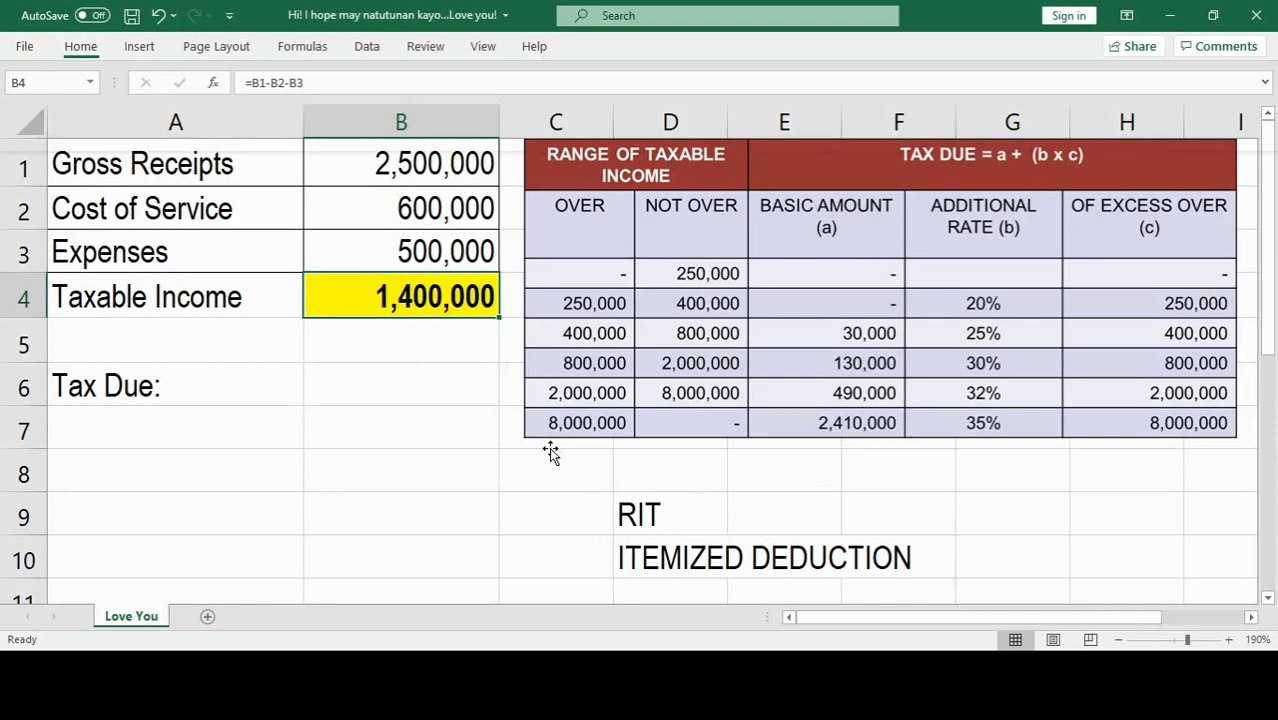 AutoSave Off Hi! I hope may natutunan kayo...Love you! Search Sign in
File Home Insert Page Layout Formulas Data Review View Help Share Comments
B4 fx =B1-B2-B3
A B C D E F G H I
1 Gross Receipts 2,500,000
2 Cost of Service 600,000
3 Expenses 500,000
4 Taxable Income 1,400,000
5
6 Tax Due:
7
8
9 RIT
10 ITEMIZED DEDUCTION
11
RANGE OF TAXABLE INCOME TAX DUE = a + (b x c)
OVER NOT OVER BASIC AMOUNT (a) ADDITIONAL RATE (b) OF EXCESS OVER (c)
- 250,000 - -
250,000 400,000 - 20% 250,000
400,000 800,000 30,000 25% 400,000
800,000 2,000,000 130,000 30% 800,000
2,000,000 8,000,000 490,000 32% 2,000,000
8,000,000 - 2,410,000 35% 8,000,000
Love You
Ready 190%